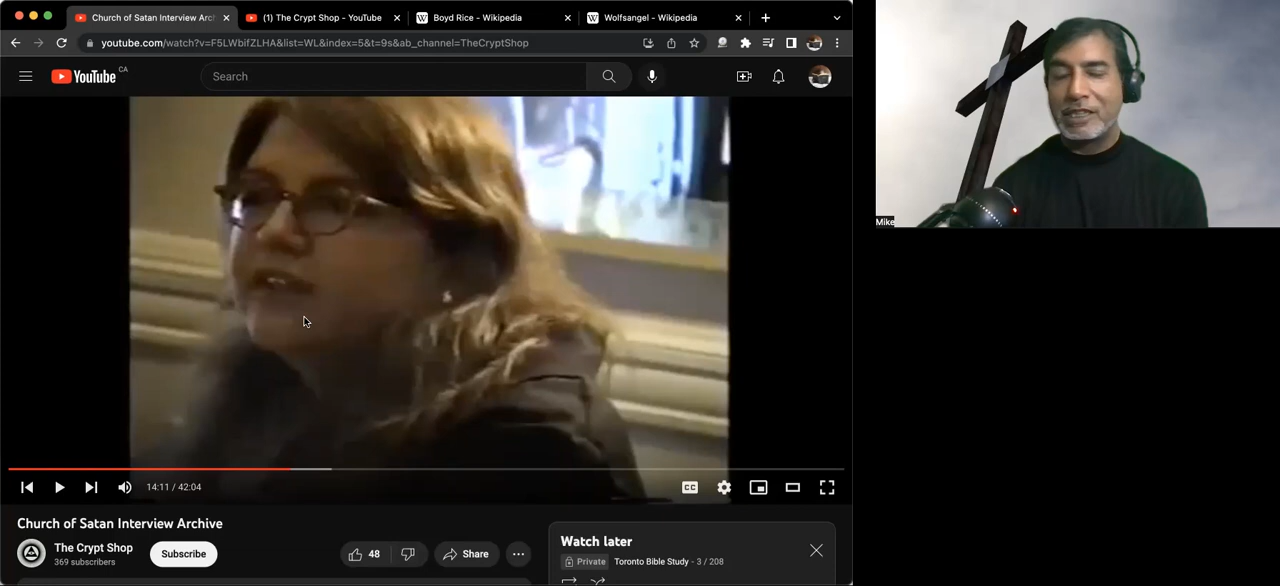 Church of Satan Interview Arc
(1) The Crypt Shop - YouTube
Boyd Rice - Wikipedia
Wolfsangel - Wikipedia
youtube.com/watch?v=F5LWbifZLHA&list=WL&index=5&t=9s&ab_channel=TheCryptShop
YouTube CA
Search
Mike
14:11 / 42:04
CC
Church of Satan Interview Archive
The Crypt Shop
369 subscribers
Subscribe
48
Share
Watch later
Private
Toronto Bible Study - 3 / 208